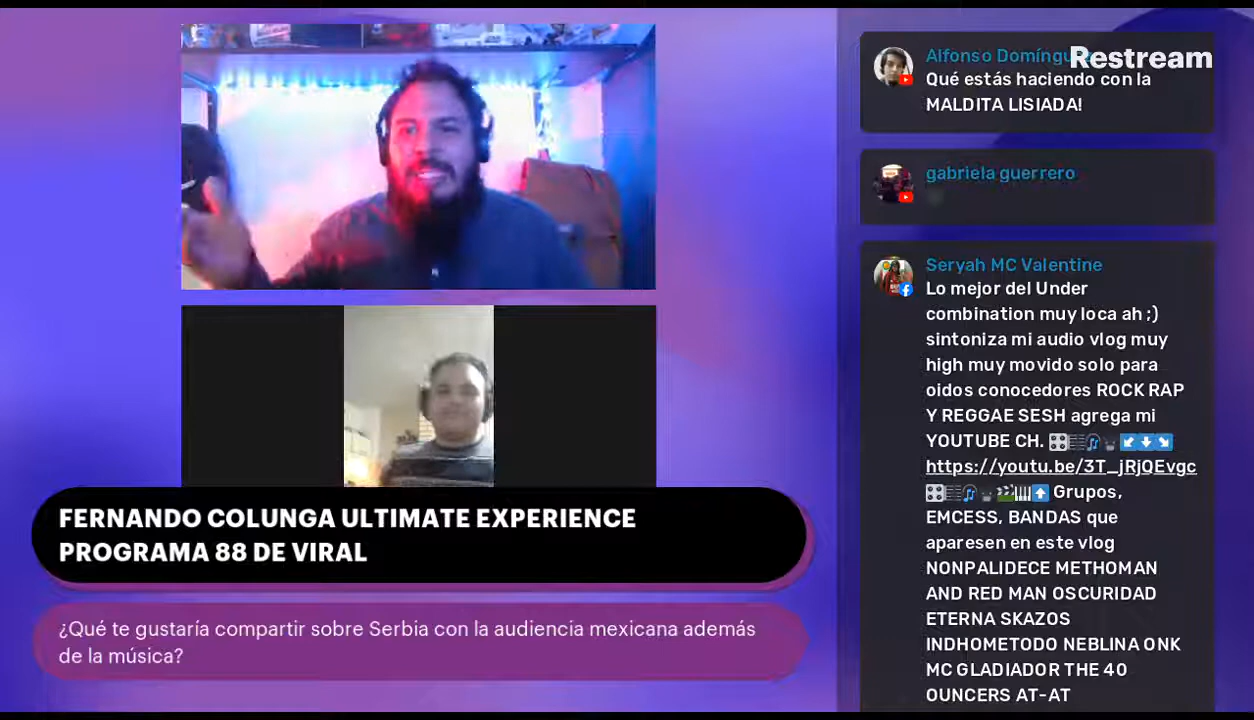 FERNANDO COLUNGA ULTIMATE EXPERIENCE
PROGRAMA 88 DE VIRAL
¿Qué te gustaría compartir sobre Serbia con la audiencia mexicana además
de la música?
Restream
Alfonso
Qué estás haciendo con la
MALDITA LISIADA!
gabriela guerrero
Seryah MC Valentine
Lo mejor del Under
combination muy loca ah ;)
sintoniza mi audio vlog muy
high muy movido solo para
oidos conocedores ROCK RAP
Y REGGAE SESH agrega mi
YOUTUBE CH.
https://youtu.be/3T_jRjQEvgc
Grupos,
EMCESS, BANDAS que
aparesen en este vlog
NONPALIDECE METHOMAN
AND RED MAN OSCURIDAD
ETERNA SKAZOS
INDHOMETODO NEBLINA ONK
MC GLADIADOR THE 40
OUNCERS AT-AT